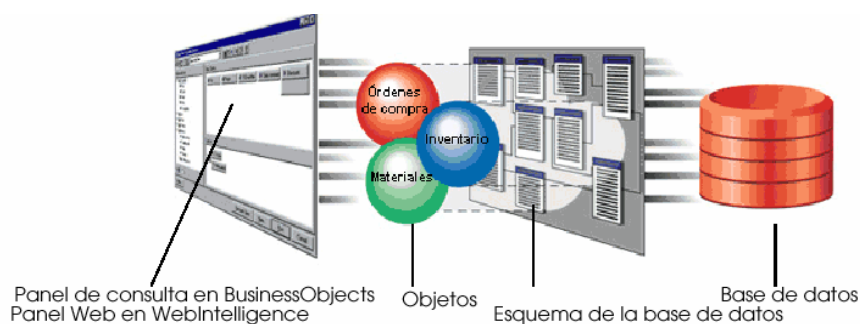 Órdenes
de compra
Inventario
Materiales
Panel de consulta en BusinessObjects
Panel Web en WebIntelligence
Objetos
Esquema de la base de datos
Base de datos